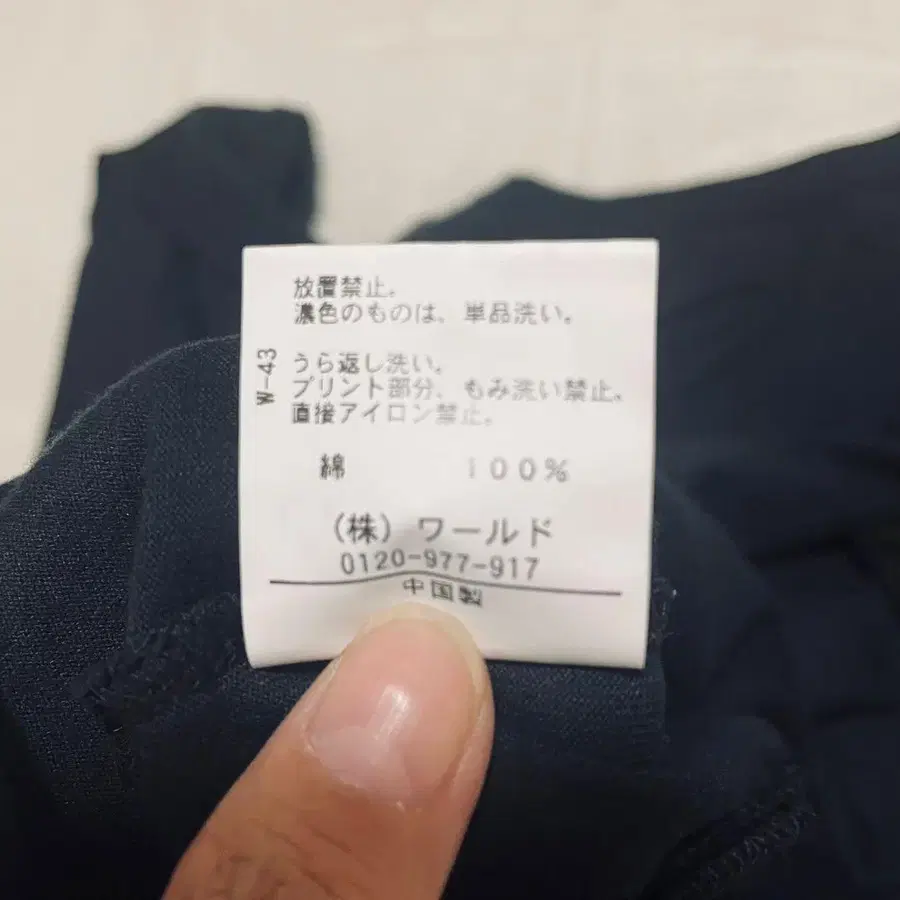 放置禁止。
濃色のものは、単品洗い。
W-43
うら返し洗い。
プリント部分、もみ洗い禁止。
直接アイロン禁止。
綿 100%
(株)ワールド
0120-977-917
中国製